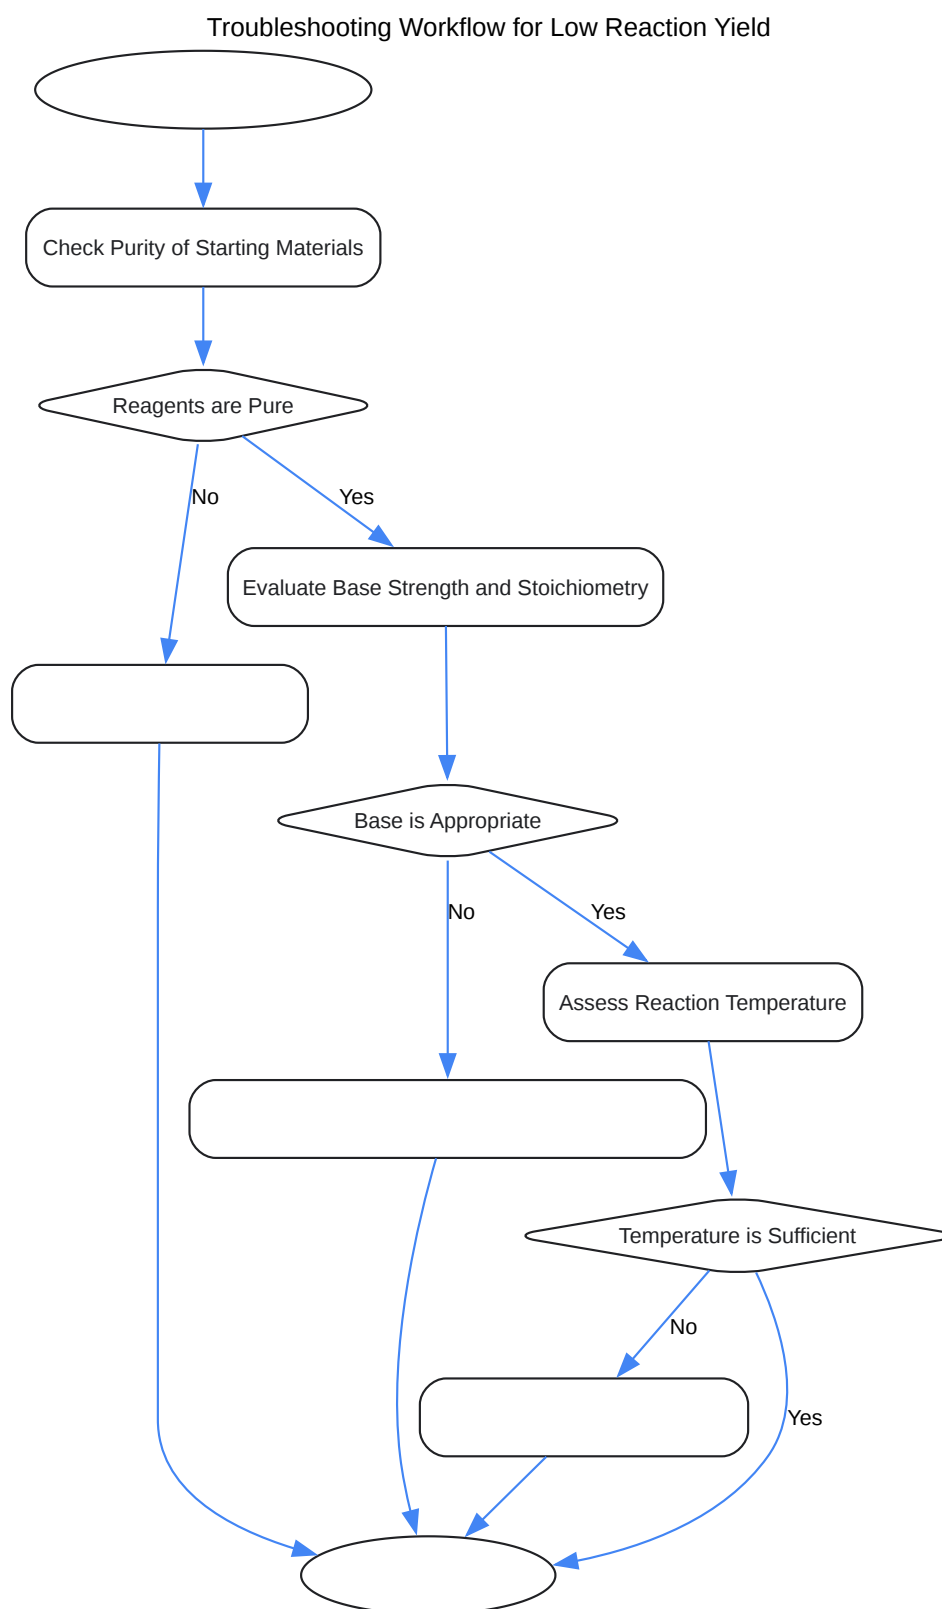 Troubleshooting Workflow for Low Reaction Yield
Check Purity of Starting Materials
Reagents are Pure
No
Yes
Evaluate Base Strength and Stoichiometry
Base is Appropriate
No
Yes
Assess Reaction Temperature
Temperature is Sufficient
No
Yes